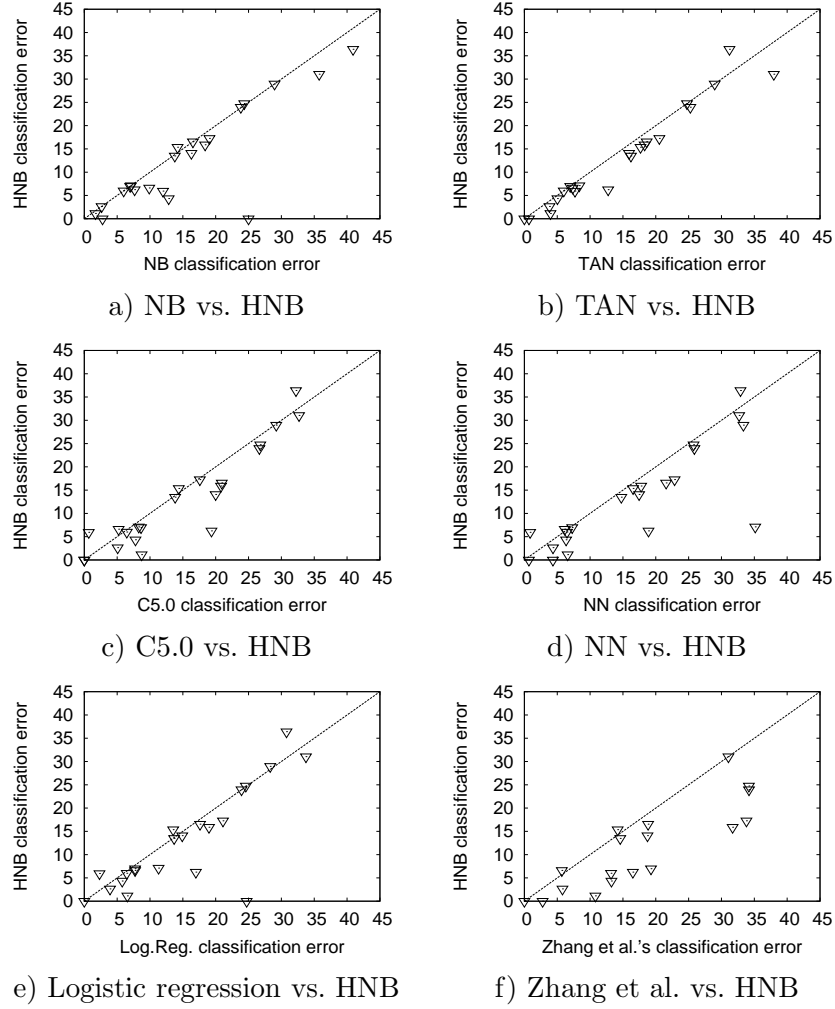 45
40
35
30
25
20
15
10
5
0
HNB classification error
0 5 10 15 20 25 30 35 40 45
NB classification error
a) NB vs. HNB
45
40
35
30
25
20
15
10
5
0
HNB classification error
0 5 10 15 20 25 30 35 40 45
TAN classification error
b) TAN vs. HNB
45
40
35
30
25
20
15
10
5
0
HNB classification error
0 5 10 15 20 25 30 35 40 45
C5.0 classification error
c) C5.0 vs. HNB
45
40
35
30
25
20
15
10
5
0
HNB classification error
0 5 10 15 20 25 30 35 40 45
NN classification error
d) NN vs. HNB
45
40
35
30
25
20
15
10
5
0
HNB classification error
0 5 10 15 20 25 30 35 40 45
Log.Reg. classification error
e) Logistic regression vs. HNB
45
40
35
30
25
20
15
10
5
0
HNB classification error
0 5 10 15 20 25 30 35 40 45
Zhang et al.'s classification error
f) Zhang et al. vs. HNB